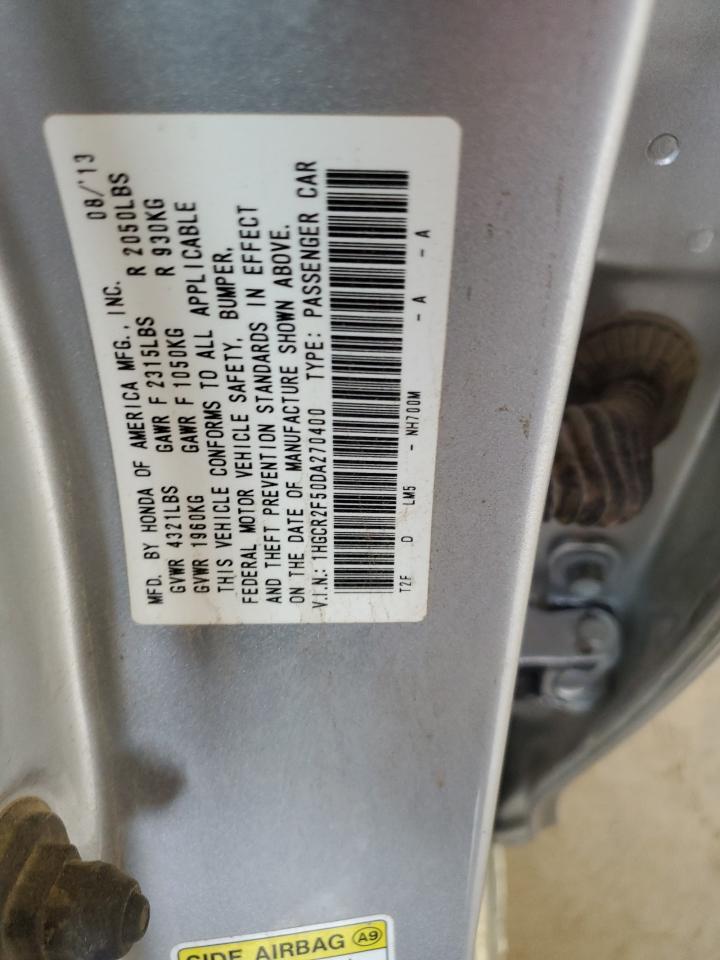 MFD. BY HONDA OF AMERICA MFG., INC. 08/'13
GVWR 4321LBS GAWR F 2315LBS R 2050LBS
GVWR 1960KG GAWR F 1050KG R 930KG
THIS VEHICLE CONFORMS TO ALL APPLICABLE
FEDERAL MOTOR VEHICLE SAFETY, BUMPER,
AND THEFT PREVENTION STANDARDS IN EFFECT
ON THE DATE OF MANUFACTURE SHOWN ABOVE.
V.I.N.: 1HGCR2F50DA270400 TYPE: PASSENGER CAR
T2F D LM5 - NH700M - A - A
SIDE AIRBAG A9